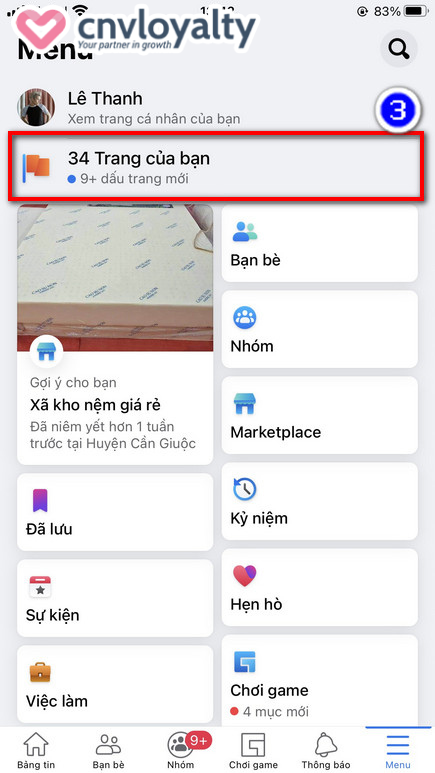 cnvloyalty
Your partner in growth
83%
Menu
Lê Thanh
Xem trang cá nhân của bạn
3
34 Trang của bạn
9+ dấu trang mới
Bạn bè
Nhóm
Gợi ý cho bạn
Xã kho nệm giá rẻ
Đã niêm yết hơn 1 tuần
trước tại Huyện Cần Giuộc
Marketplace
Đã lưu
Kỷ niệm
Sự kiện
Hẹn hò
Việc làm
Chơi game
4 mục mới
9+
Bảng tin
Bạn bè
Nhóm
Chơi game
Thông báo
Menu